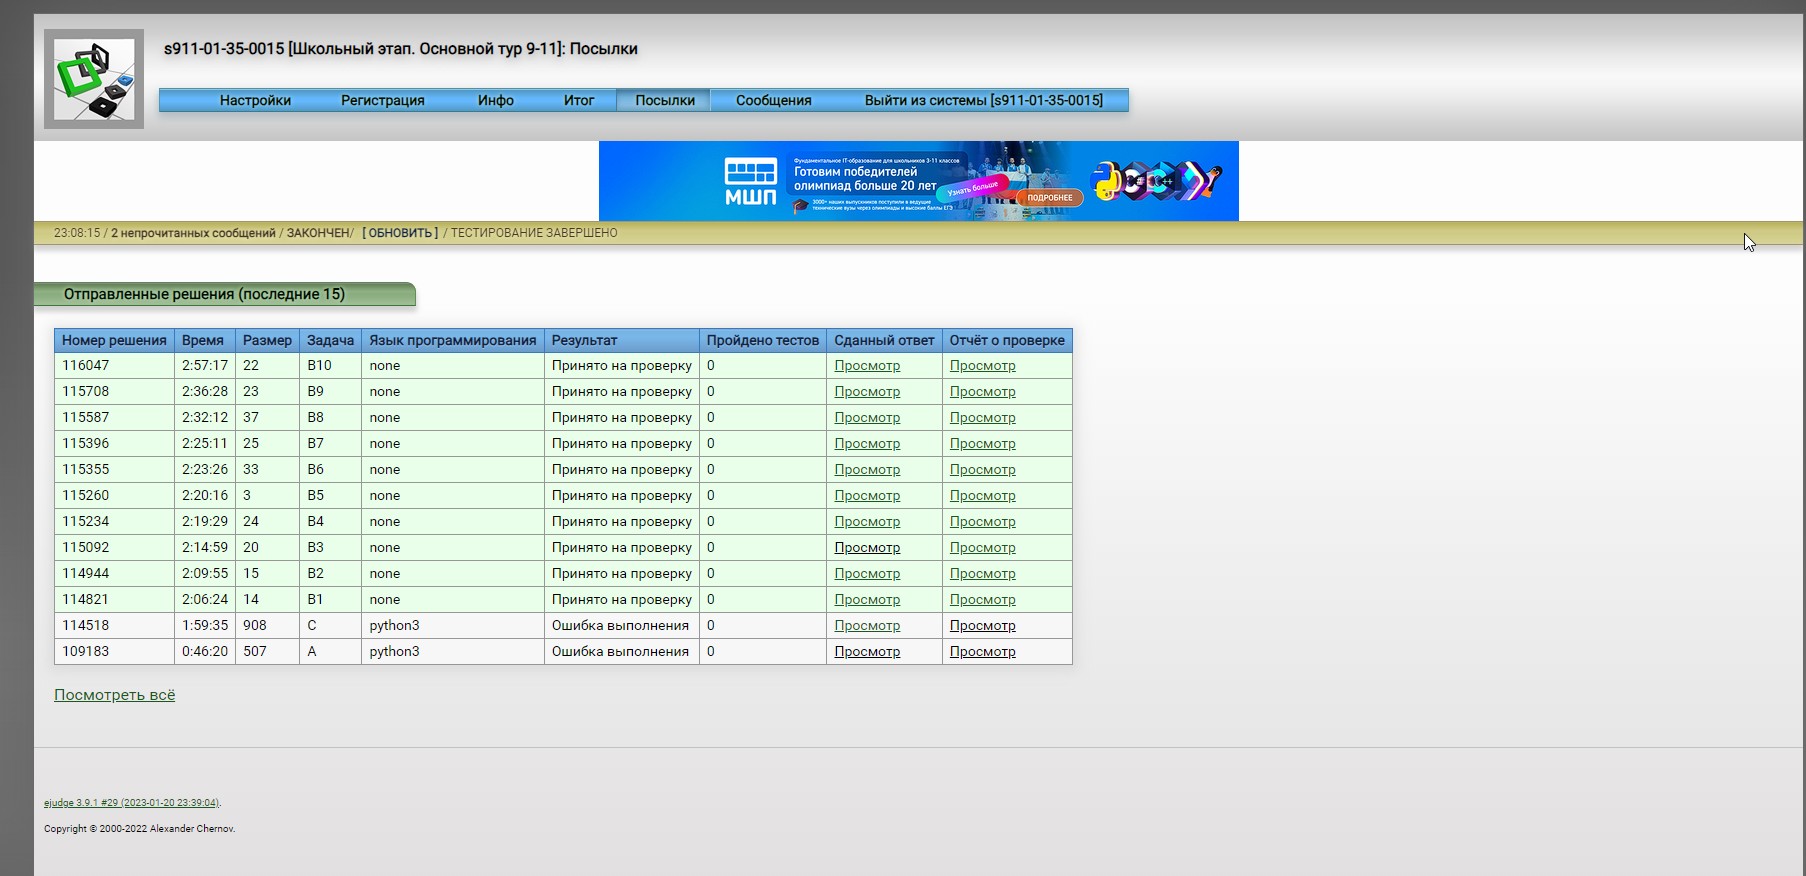 s911-01-35-0015 [Школьный этап. Основной тур 9-11]: Посылки
Настройки Регистрация Инфо Итог Посылки Сообщения Выйти из системы [s911-01-35-0015]
МШП
Фундаментальное IT-образование для школьников 3-11 классов
Готовим победителей
олимпиад больше 20 лет
3000+ наших выпускников поступили в ведущие
технические вузы через олимпиады и высокие баллы ЕГЭ
Узнать больше
ПОДРОБНЕЕ
23:08:15 / 2 непрочитанных сообщений / ЗАКОНЧЕН/ [ ОБНОВИТЬ ] / ТЕСТИРОВАНИЕ ЗАВЕРШЕНО
Отправленные решения (последние 15)
Номер решения Время Размер Задача Язык программирования Результат Пройдено тестов Сданный ответ Отчёт о проверке
116047 2:57:17 22 B10 none Принято на проверку 0 Просмотр Просмотр
115708 2:36:28 23 B9 none Принято на проверку 0 Просмотр Просмотр
115587 2:32:12 37 B8 none Принято на проверку 0 Просмотр Просмотр
115396 2:25:11 25 B7 none Принято на проверку 0 Просмотр Просмотр
115355 2:23:26 33 B6 none Принято на проверку 0 Просмотр Просмотр
115260 2:20:16 3 B5 none Принято на проверку 0 Просмотр Просмотр
115234 2:19:29 24 B4 none Принято на проверку 0 Просмотр Просмотр
115092 2:14:59 20 B3 none Принято на проверку 0 Просмотр Просмотр
114944 2:09:55 15 B2 none Принято на проверку 0 Просмотр Просмотр
114821 2:06:24 14 B1 none Принято на проверку 0 Просмотр Просмотр
114518 1:59:35 908 C python3 Ошибка выполнения 0 Просмотр Просмотр
109183 0:46:20 507 A python3 Ошибка выполнения 0 Просмотр Просмотр
Посмотреть всё
ejudge 3.9.1 #29 (2023-01-20 23:39:04).
Copyright © 2000-2022 Alexander Chernov.